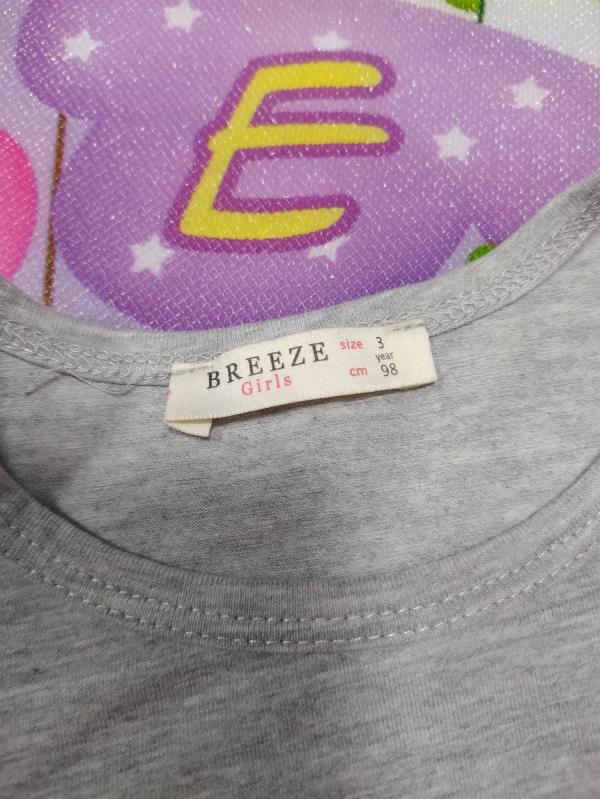 E
BREEZE
Girls
size 3
year
cm 98